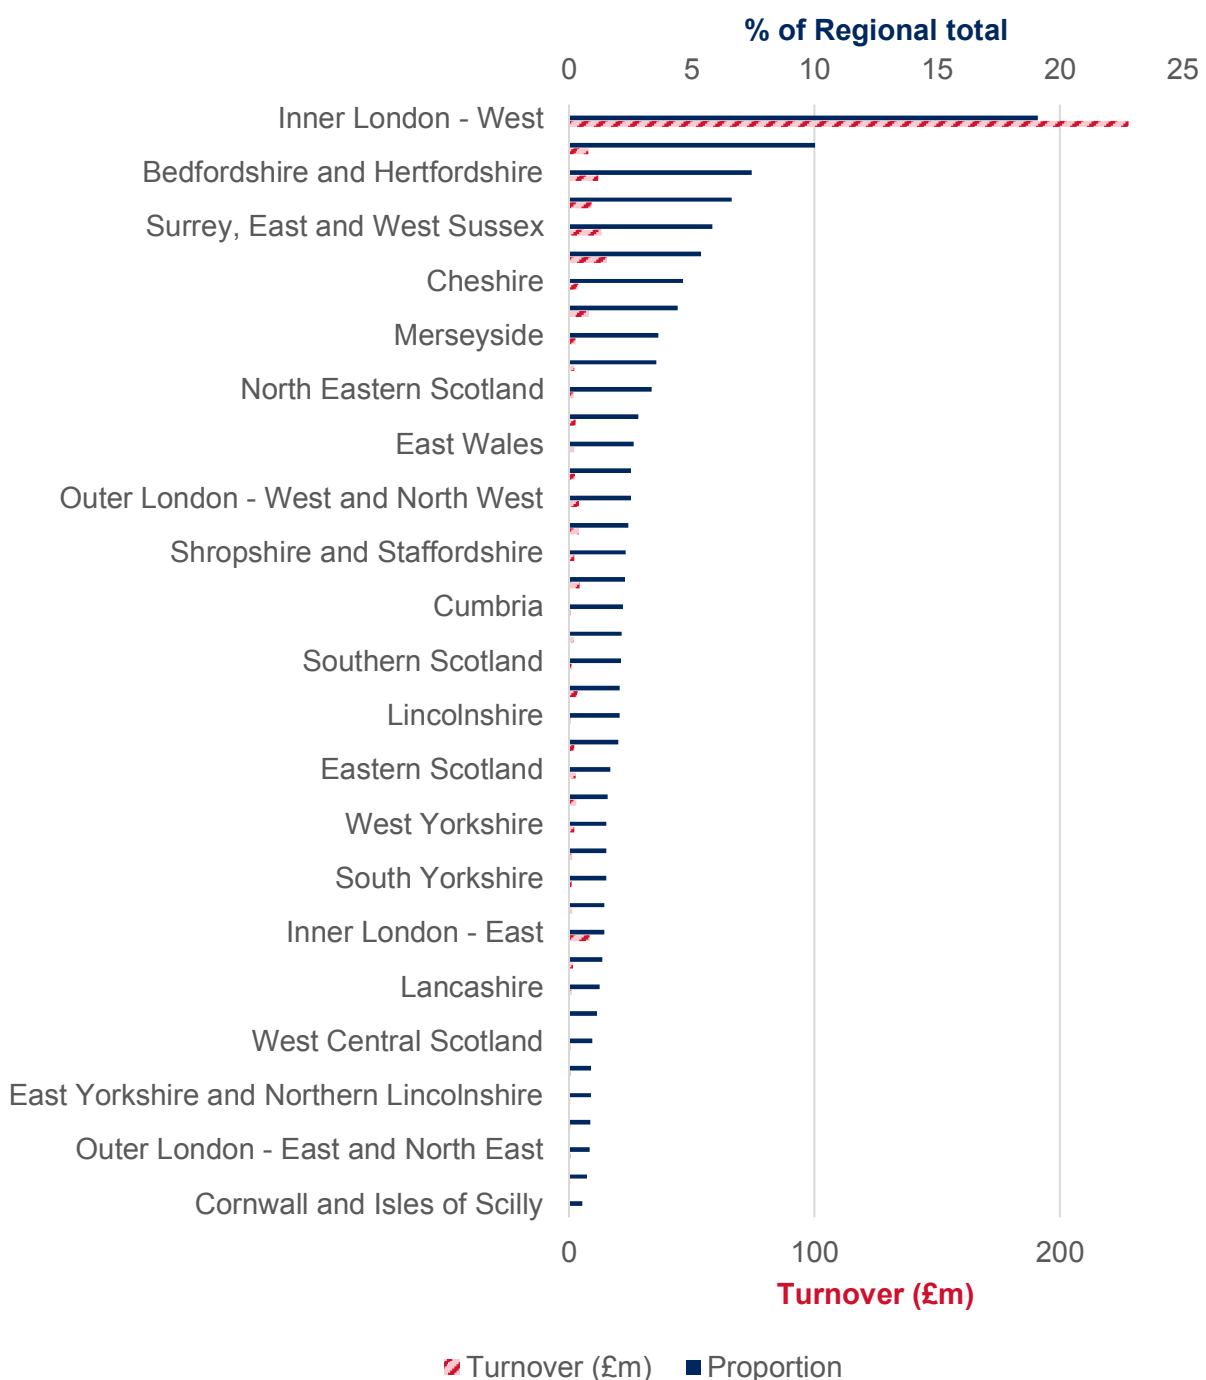 % of Regional total
0 5 10 15 20 25
Inner London - West
Bedfordshire and Hertfordshire
Surrey, East and West Sussex
Cheshire
Merseyside
North Eastern Scotland
East Wales
Outer London - West and North West
Shropshire and Staffordshire
Cumbria
Southern Scotland
Lincolnshire
Eastern Scotland
West Yorkshire
South Yorkshire
Inner London - East
Lancashire
West Central Scotland
East Yorkshire and Northern Lincolnshire
Outer London - East and North East
Cornwall and Isles of Scilly
0 100 200
Turnover (£m)
Turnover (£m) Proportion